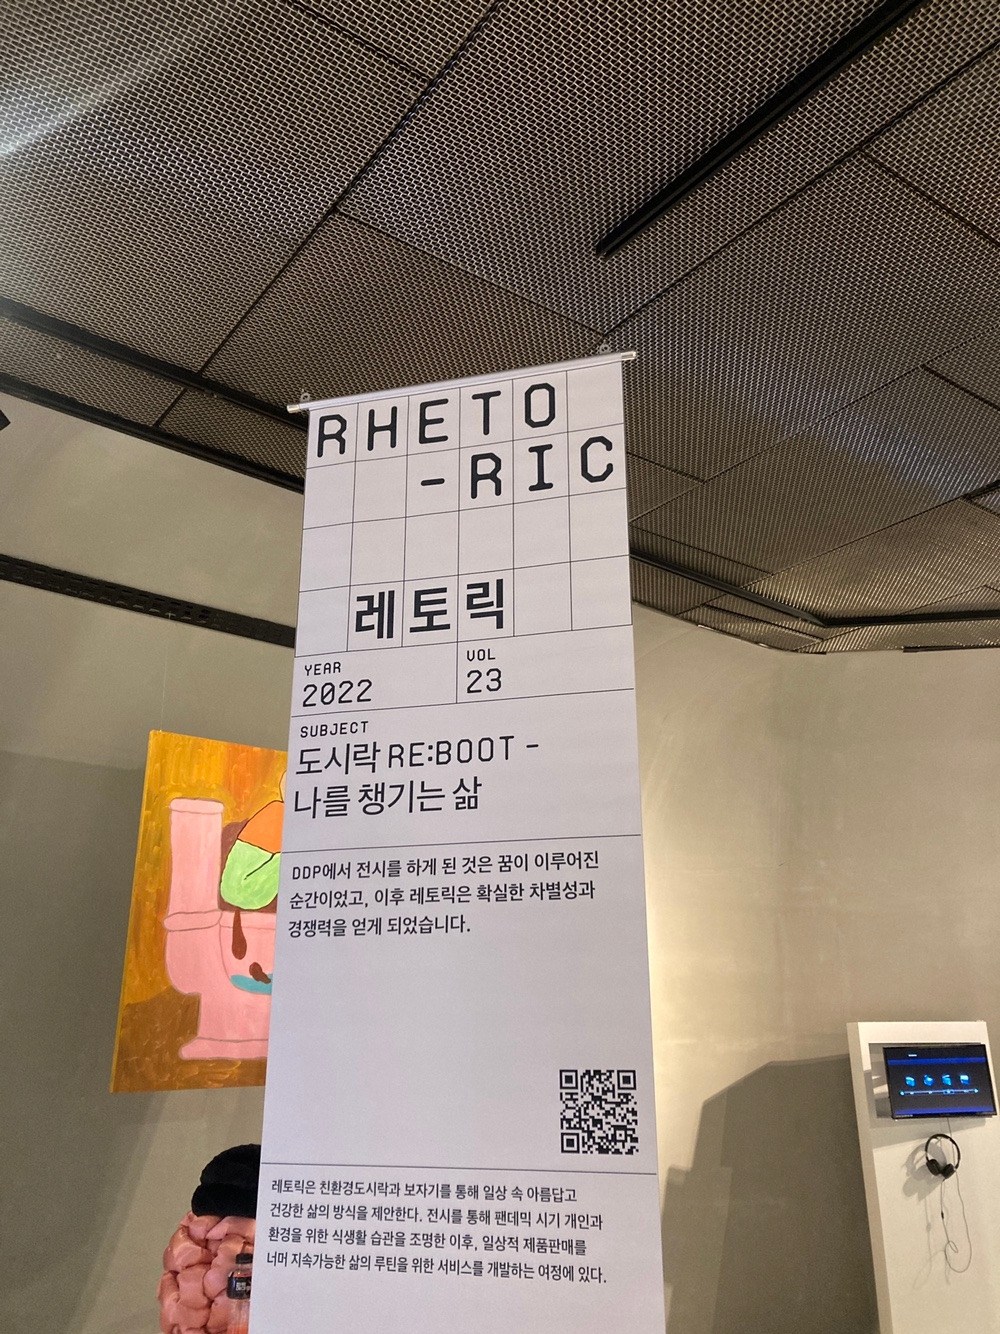 RHETO
-RIC
레토릭
YEAR
2022
VOL
23
SUBJECT
도시락 RE:BOOT -
나를 챙기는 삶
DDP에서 전시를 하게 된 것은 꿈이 이루어진
순간이었고, 이후 레토릭은 확실한 차별성과
경쟁력을 얻게 되었습니다.
레토릭은 친환경도시락과 보자기를 통해 일상 속 아름답고
건강한 삶의 방식을 제안한다. 전시를 통해 팬데믹 시기 개인과
환경을 위한 식생활 습관을 조명한 이후, 일상적 제품판매를
너머 지속가능한 삶의 루틴을 위한 서비스를 개발하는 여정에 있다.